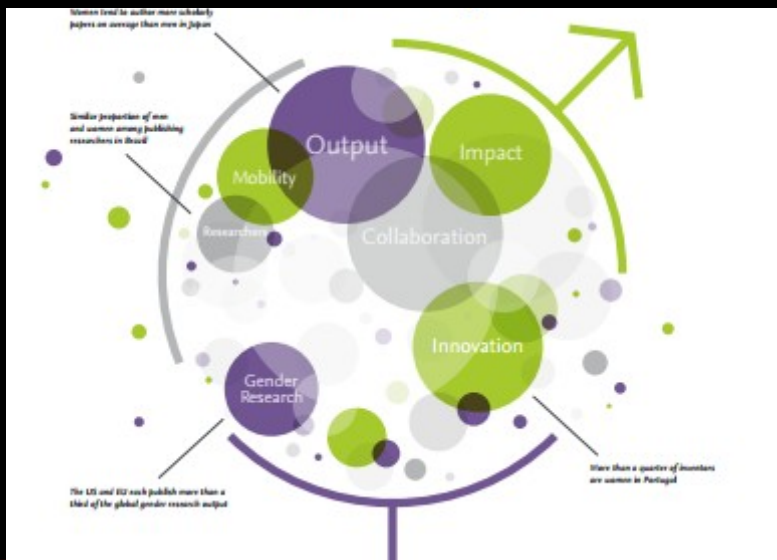 Women tend to author more scholarly
papers on average than men in Japan
Output
Impact
Similar proportion of men
and women among publishing
researchers in Brazil
Mobility
Researchers
Collaboration
Innovation
Gender
Research
More than a quarter of inventors
are women in Portugal
The US and EU each publish more than a
third of the global gender research output